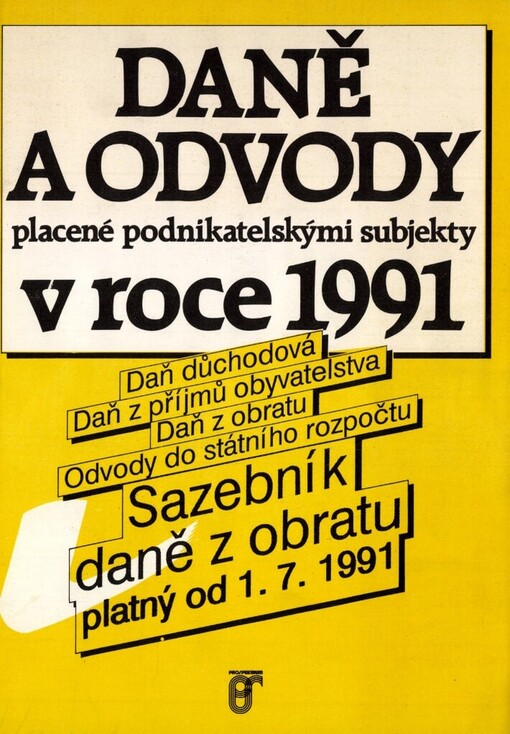 DANĚ
A ODVODY
placené podnikatelskými subjekty
v roce 1991
Daň důchodová
Daň z příjmů obyvatelstva
Daň z obratu
Odvody do státního rozpočtu
Sazebník
daně z obratu
platný od 1. 7. 1991
PROSPEKTRUM